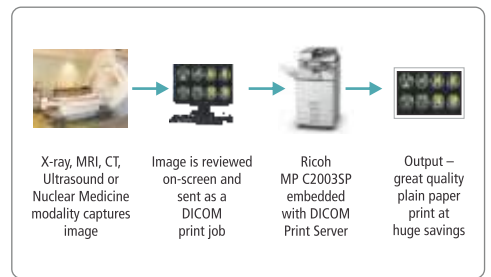 X-ray, MRI, CT,
Ultrasound or
Nuclear Medicine
modality captures
image
Image is reviewed
on-screen and
sent as a
DICOM
print job
Ricoh
MP C2003SP
embedded
with DICOM
Print Server
Output –
great quality
plain paper
print at
huge savings